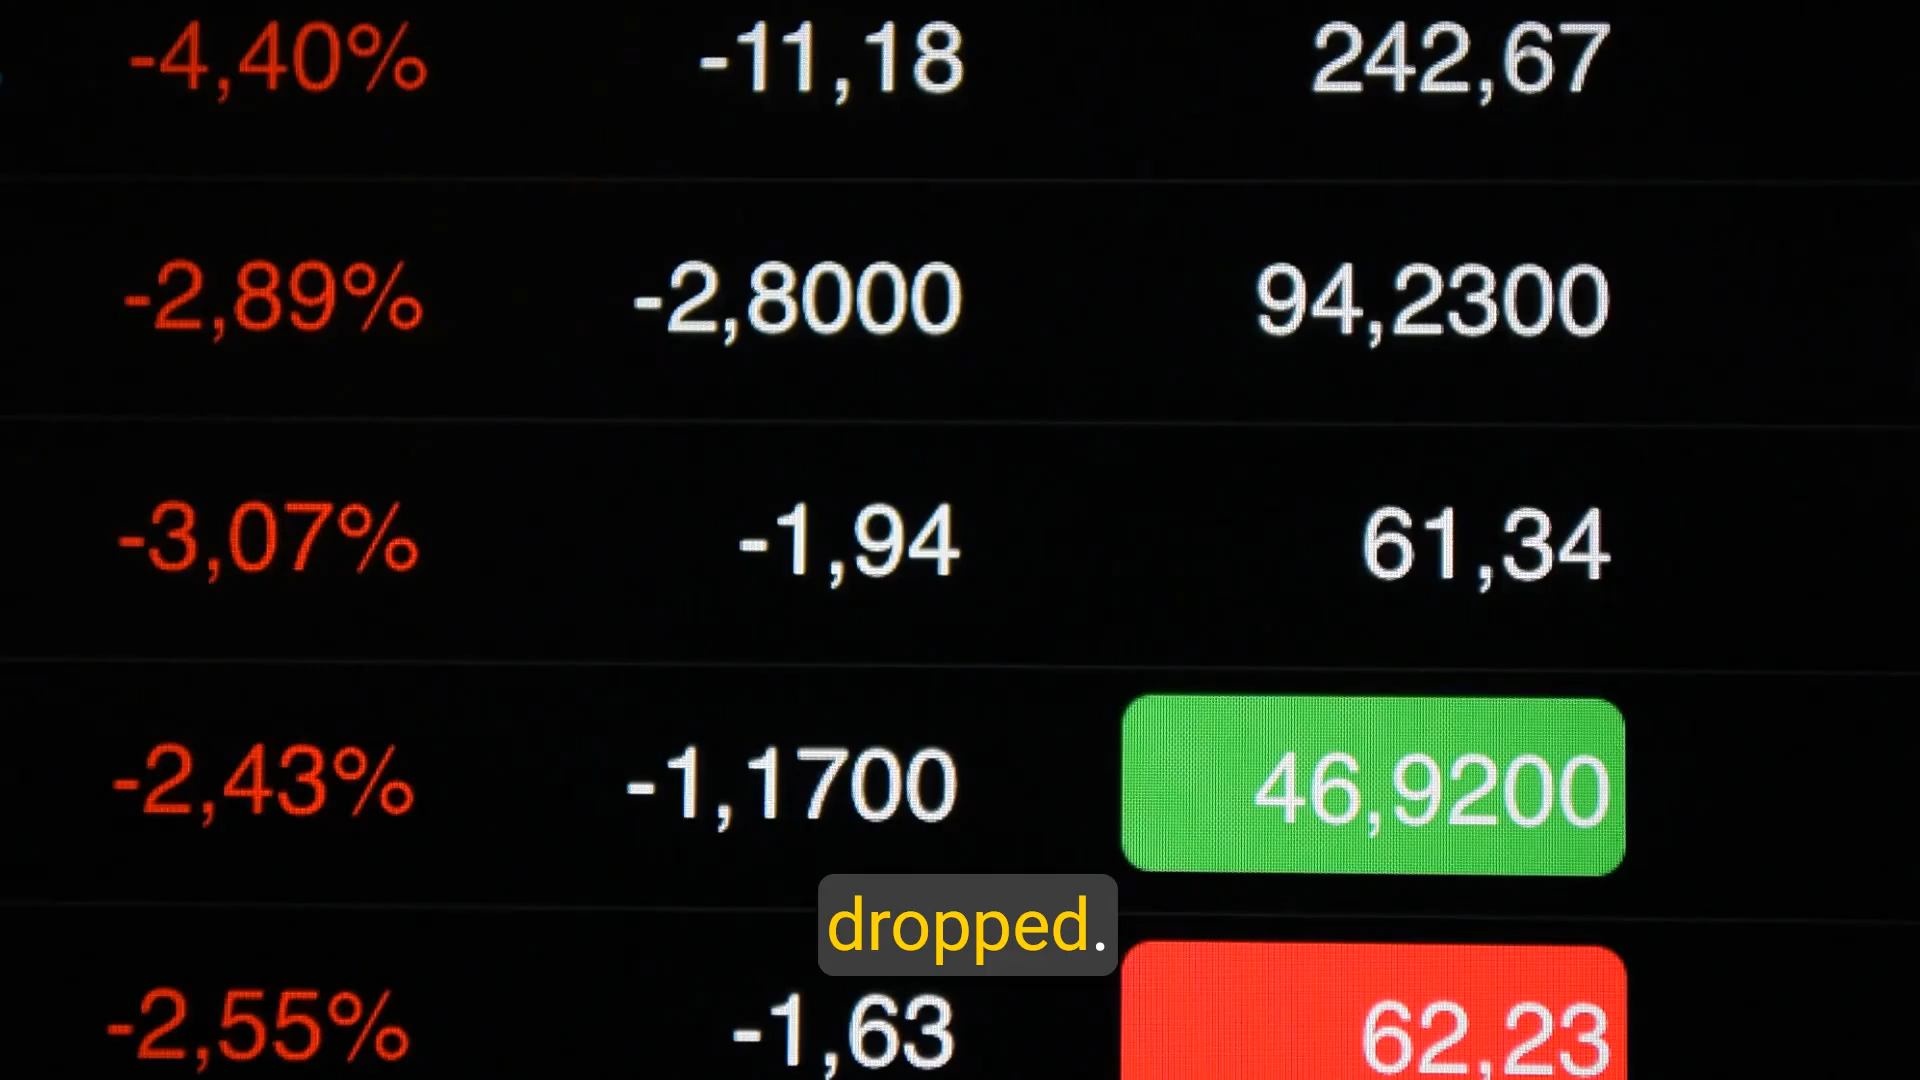 -4,40% -11,18 242,67
-2,89% -2,8000 94,2300
-3,07% -1,94 61,34
-2,43% -1,1700 46,9200
dropped.
-2,55% -1,63 62,23